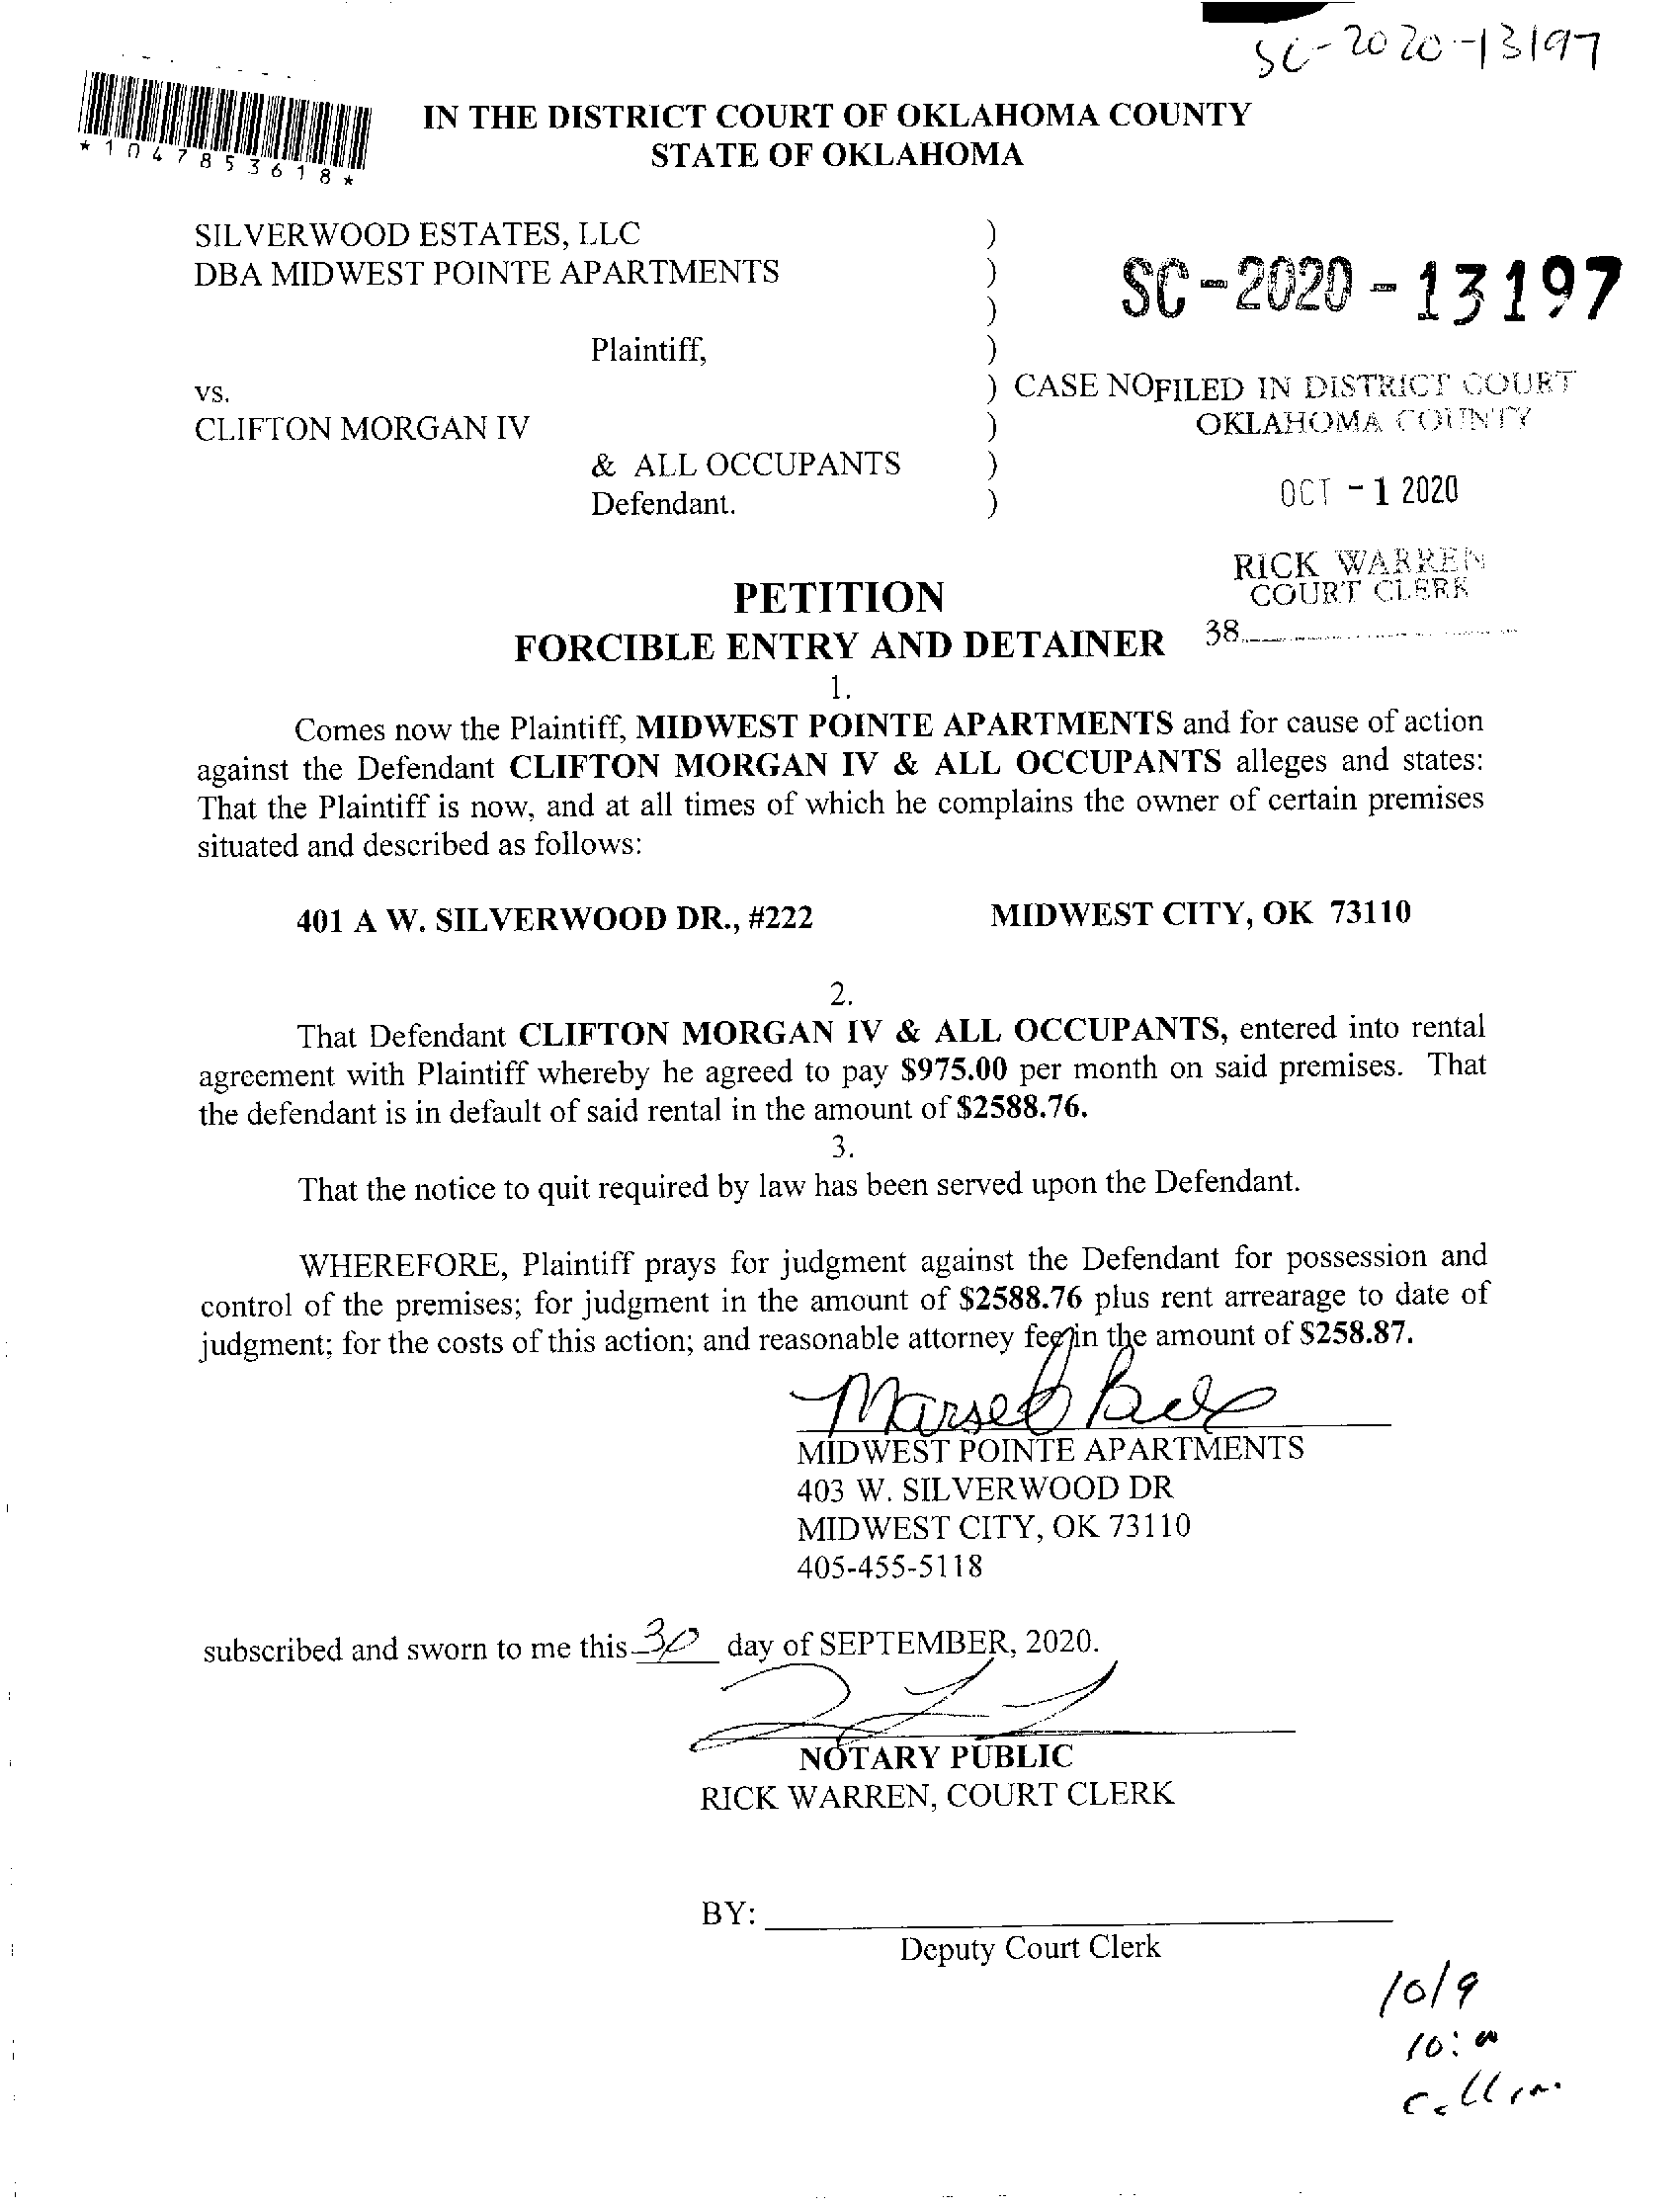 SC-2020-13197
*1047853618*
IN THE DISTRICT COURT OF OKLAHOMA COUNTY
STATE OF OKLAHOMA
SILVERWOOD ESTATES, LLC )
DBA MIDWEST POINTE APARTMENTS )
)
SC-2020-13197
Plaintiff, )
vs. ) CASE NO
FILED IN DISTRICT COURT
OKLAHOMA COUNTY
CLIFTON MORGAN IV )
& ALL OCCUPANTS )
Defendant. )
OCT -1 2020
RICK WARREN
COURT CLERK
38
PETITION
FORCIBLE ENTRY AND DETAINER
1.
Comes now the Plaintiff, MIDWEST POINTE APARTMENTS and for cause of action
against the Defendant CLIFTON MORGAN IV & ALL OCCUPANTS alleges and states:
That the Plaintiff is now, and at all times of which he complains the owner of certain premises
situated and described as follows:
401 A W. SILVERWOOD DR., #222 MIDWEST CITY, OK 73110
2.
That Defendant CLIFTON MORGAN IV & ALL OCCUPANTS, entered into rental
agreement with Plaintiff whereby he agreed to pay $975.00 per month on said premises. That
the defendant is in default of said rental in the amount of $2588.76.
3.
That the notice to quit required by law has been served upon the Defendant.
WHEREFORE, Plaintiff prays for judgment against the Defendant for possession and
control of the premises; for judgment in the amount of $2588.76 plus rent arrearage to date of
judgment; for the costs of this action; and reasonable attorney fee in the amount of $258.87.
MIDWEST POINTE APARTMENTS
403 W. SILVERWOOD DR
MIDWEST CITY, OK 73110
405-455-5118
subscribed and sworn to me this 30 day of SEPTEMBER, 2020.
NOTARY PUBLIC
RICK WARREN, COURT CLERK
BY:
Deputy Court Clerk
10/9